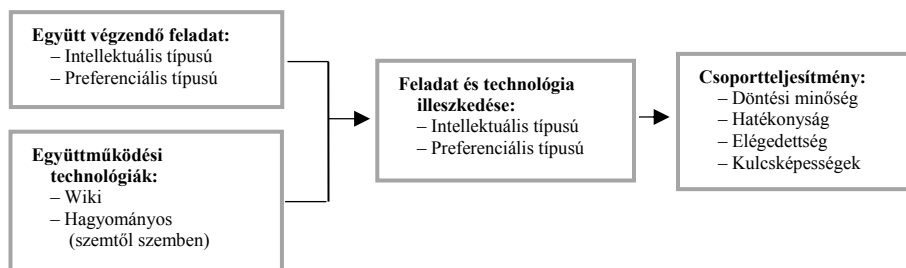 Együtt végzendő feladat:
– Intellektuális típusú
– Preferenciális típusú
Együttműködési
technológiák:
– Wiki
– Hagyományos
(szemtől szemben)
Feladat és technológia
illeszkedése:
– Intellektuális típusú
– Preferenciális típusú
Csoportteljesítmény:
– Döntési minőség
– Hatékonyság
– Elégedettség
– Kulcsképességek